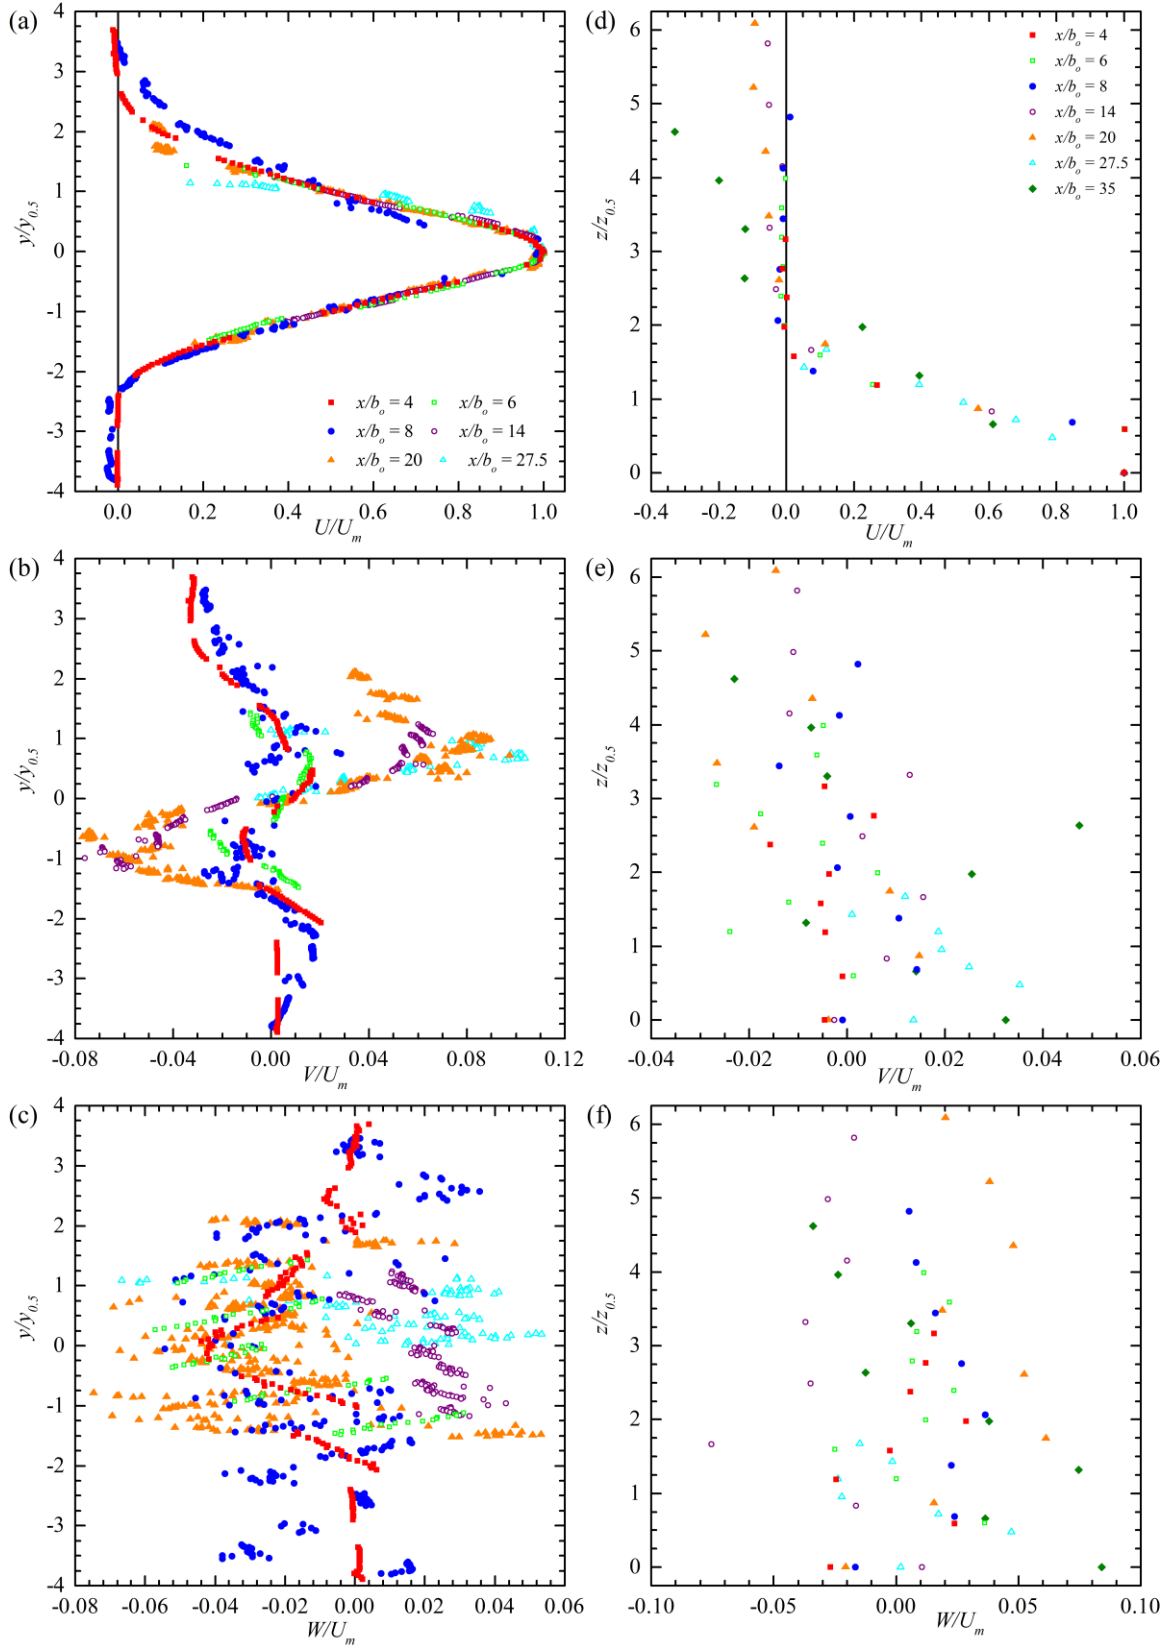 (a)
4
3
2
1
0
-1
-2
-3
-4
y/y0.5
0.0 0.2 0.4 0.6 0.8 1.0
U/Um
x/bo = 4 x/bo = 6
x/bo = 8 x/bo = 14
x/bo = 20 x/bo = 27.5
(d)
6
5
4
3
2
1
0
z/z0.5
-0.4 -0.2 0.0 0.2 0.4 0.6 0.8 1.0
U/Um
x/bo = 4
x/bo = 6
x/bo = 8
x/bo = 14
x/bo = 20
x/bo = 27.5
x/bo = 35
(b)
4
3
2
1
0
-1
-2
-3
-4
y/y0.5
-0.08 -0.04 0.00 0.04 0.08 0.12
V/Um
(e)
6
5
4
3
2
1
0
z/z0.5
-0.04 -0.02 0.00 0.02 0.04 0.06
V/Um
(c)
4
3
2
1
0
-1
-2
-3
-4
y/y0.5
-0.08 -0.06 -0.04 -0.02 0.00 0.02 0.04 0.06
W/Um
(f)
6
5
4
3
2
1
0
z/z0.5
-0.10 -0.05 0.00 0.05 0.10
W/Um